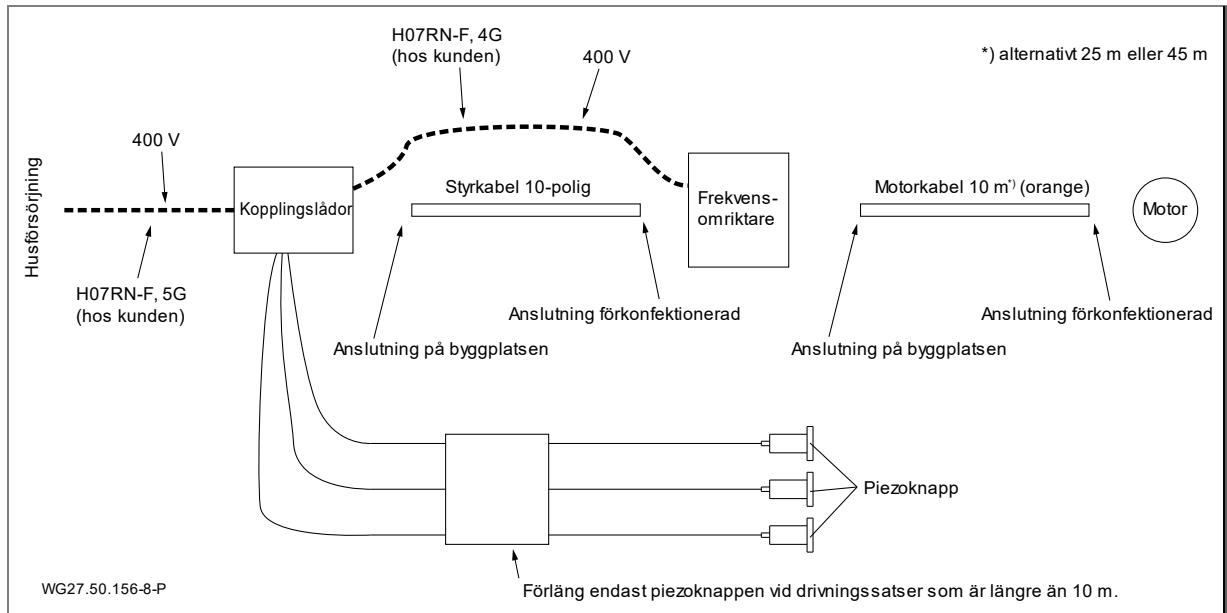 H07RN-F, 4G
(hos kunden)
400 V
*) alternativt 25 m eller 45 m
400 V
Husförsörjning
Kopplingslådor
Styrkabel 10-polig
Frekvens-
omriktare
Motorkabel 10 m*) (orange)
Motor
H07RN-F, 5G
(hos kunden)
Anslutning förkonfektionerad
Anslutning förkonfektionerad
Anslutning på byggplatsen
Anslutning på byggplatsen
Piezoknapp
WG27.50.156-8-P
Förläng endast piezoknappen vid drivningssatser som är längre än 10 m.